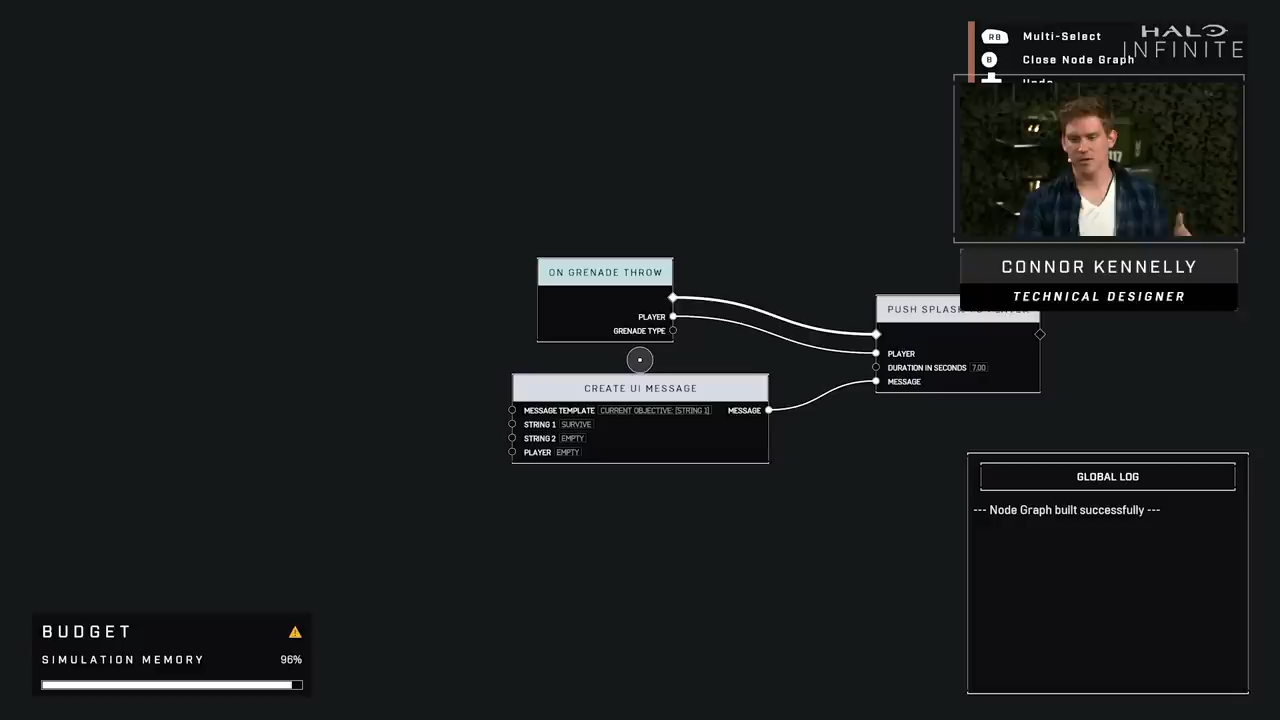 RB Multi-Select
B Close Node Graph
HALO
INFINITE
CONNOR KENNELLY
TECHNICAL DESIGNER
ON GRENADE THROW
PLAYER
GRENADE TYPE
PUSH SPLASH
PLAYER
DURATION IN SECONDS 7.00
MESSAGE
CREATE UI MESSAGE
MESSAGE TEMPLATE CURRENT OBJECTIVE: [STRING 1] MESSAGE
STRING 1 SURVIVE
STRING 2 EMPTY
PLAYER EMPTY
GLOBAL LOG
--- Node Graph built successfully ---
BUDGET
SIMULATION MEMORY 96%